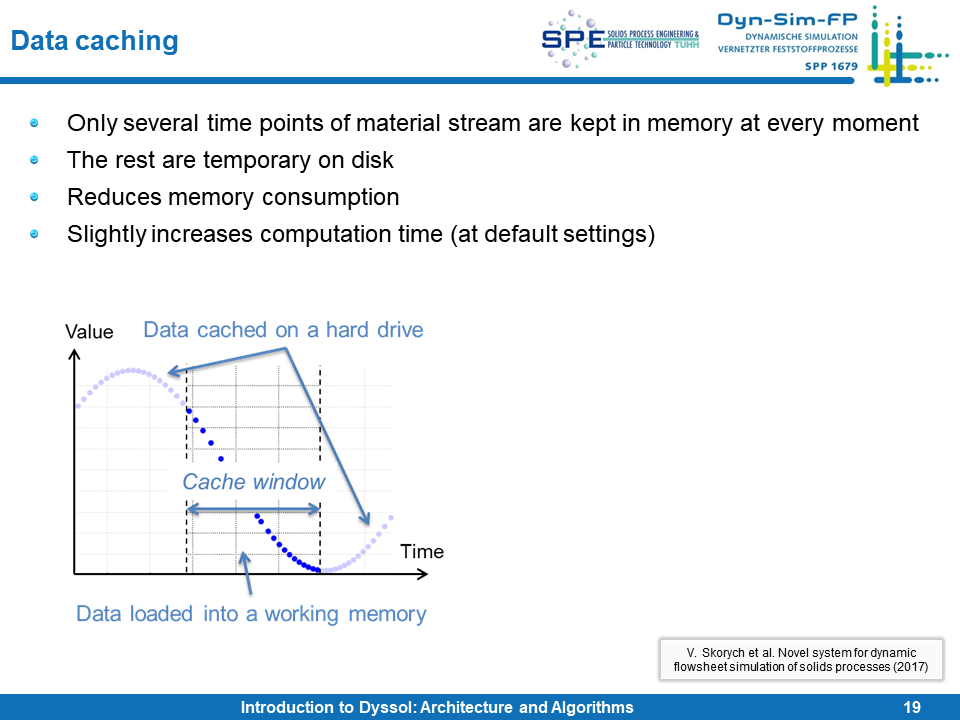 Data caching
SPE SOLIDS PROCESS ENGINEERING &
PARTICLE TECHNOLOGY TUHH
Dyn-Sim-FP
DYNAMISCHE SIMULATION
VERNETZTER FESTSTOFFPROZESSE
SPP 1679
Only several time points of material stream are kept in memory at every moment
The rest are temporary on disk
Reduces memory consumption
Slightly increases computation time (at default settings)
Value
Data cached on a hard drive
Cache window
Time
Data loaded into a working memory
V. Skorych et al. Novel system for dynamic
flowsheet simulation of solids processes (2017)
Introduction to Dyssol: Architecture and Algorithms
19